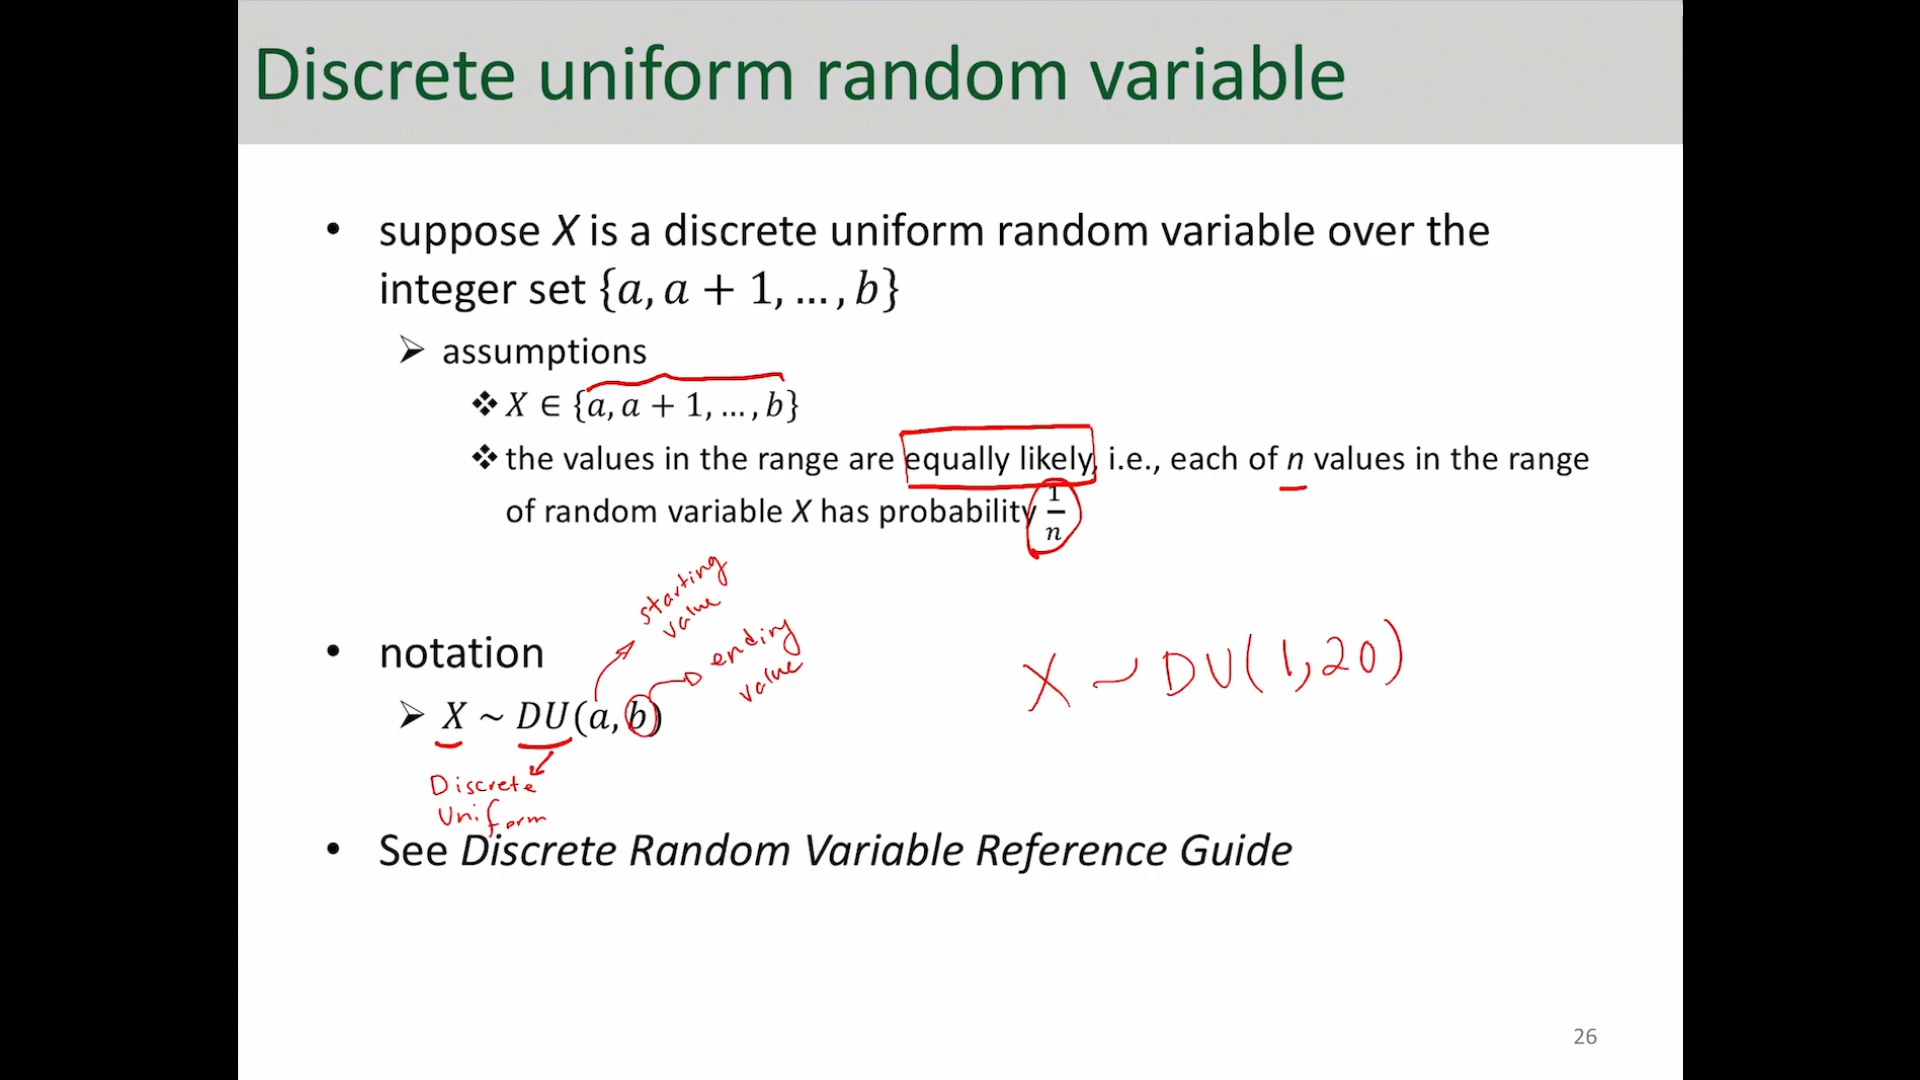 Discrete uniform random variable
• suppose X is a discrete uniform random variable over the
integer set {a, a + 1, … , b}
➢ assumptions
❖ X ∈ {a, a + 1, … , b}
❖ the values in the range are equally likely, i.e., each of n values in the range
of random variable X has probability 1/n
starting
value
ending
value
• notation
X ~ DU(1,20)
➢ X ~ DU(a, b)
Discrete
Uniform
• See Discrete Random Variable Reference Guide
26